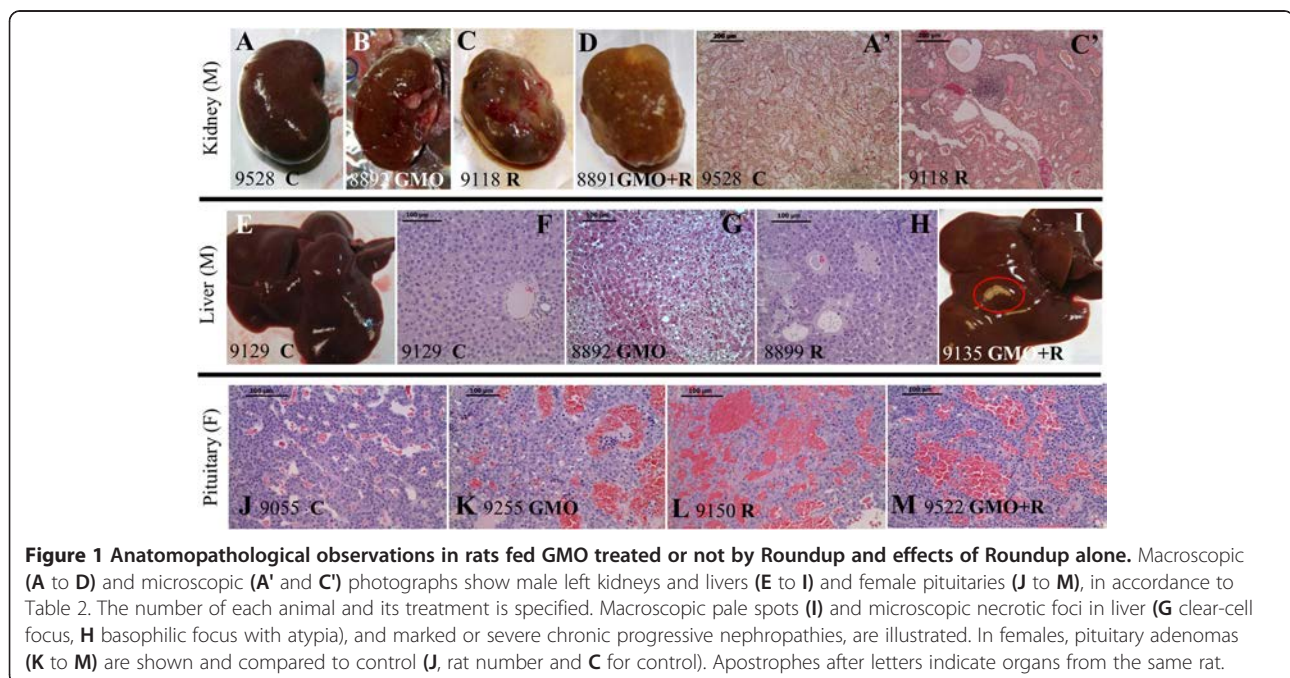 A
B
C
D
A'
C'
Kidney (M)
200 µm
200 µm
9528 C
8892 GMO
9118 R
8891 GMO+R
9528 C
9118 R
E
F
G
H
I
Liver (M)
100 µm
100 µm
100 µm
9129 C
9129 C
8892 GMO
8899 R
9135 GMO+R
Pituitary (F)
100 µm
100 µm
100 µm
100 µm
J 9055 C
K 9255 GMO
L 9150 R
M 9522 GMO+R
Figure 1 Anatomopathological observations in rats fed GMO treated or not by Roundup and effects of Roundup alone. Macroscopic
(A to D) and microscopic (A' and C') photographs show male left kidneys and livers (E to I) and female pituitaries (J to M), in accordance to
Table 2. The number of each animal and its treatment is specified. Macroscopic pale spots (I) and microscopic necrotic foci in liver (G clear-cell
focus, H basophilic focus with atypia), and marked or severe chronic progressive nephropathies, are illustrated. In females, pituitary adenomas
(K to M) are shown and compared to control (J, rat number and C for control). Apostrophes after letters indicate organs from the same rat.